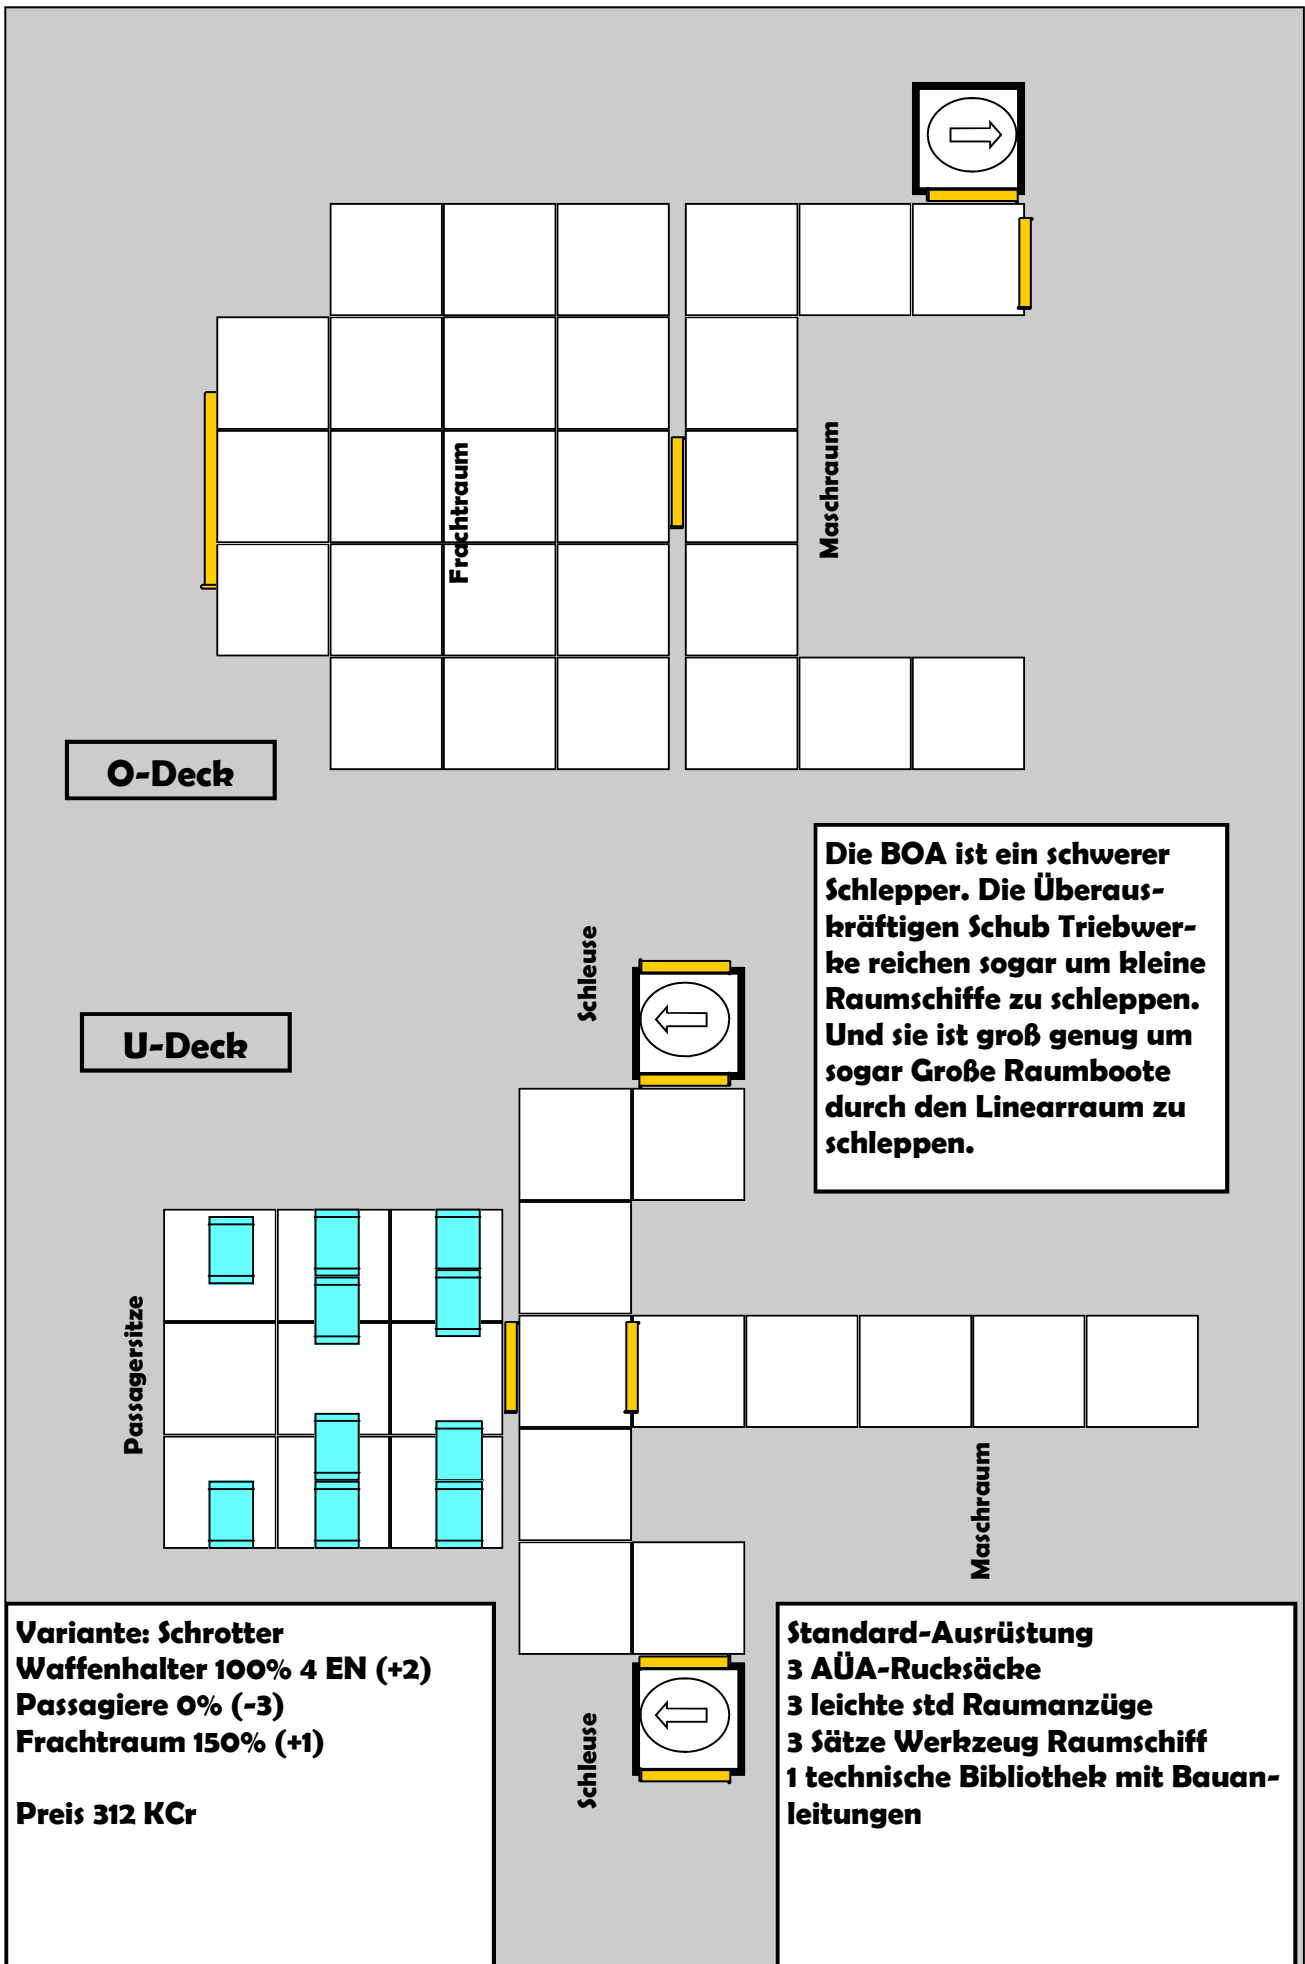 Frachtraum
Maschraum
O-Deck
Die BOA ist ein schwerer
Schlepper. Die Überaus-
kräftigen Schub Triebwer-
ke reichen sogar um kleine
Raumschiffe zu schleppen.
Und sie ist groß genug um
sogar Große Raumboote
durch den Linearraum zu
schleppen.
Schleuse
U-Deck
Passagersitze
Maschraum
Schleuse
Variante: Schrotter
Waffenhalter 100% 4 EN (+2)
Passagiere 0% (-3)
Frachtraum 150% (+1)
Preis 312 KCr
Standard-Ausrüstung
3 AÜA-Rucksäcke
3 leichte std Raumanzüge
3 Sätze Werkzeug Raumschiff
1 technische Bibliothek mit Bauan-
leitungen